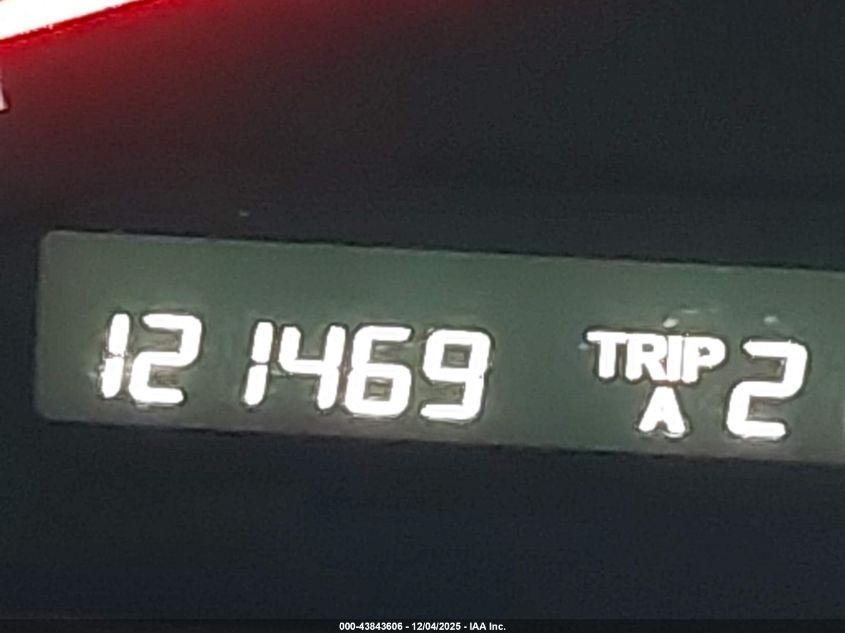 121469 TRIP A 2
000-43843606 - 12/04/2025 - IAA Inc.